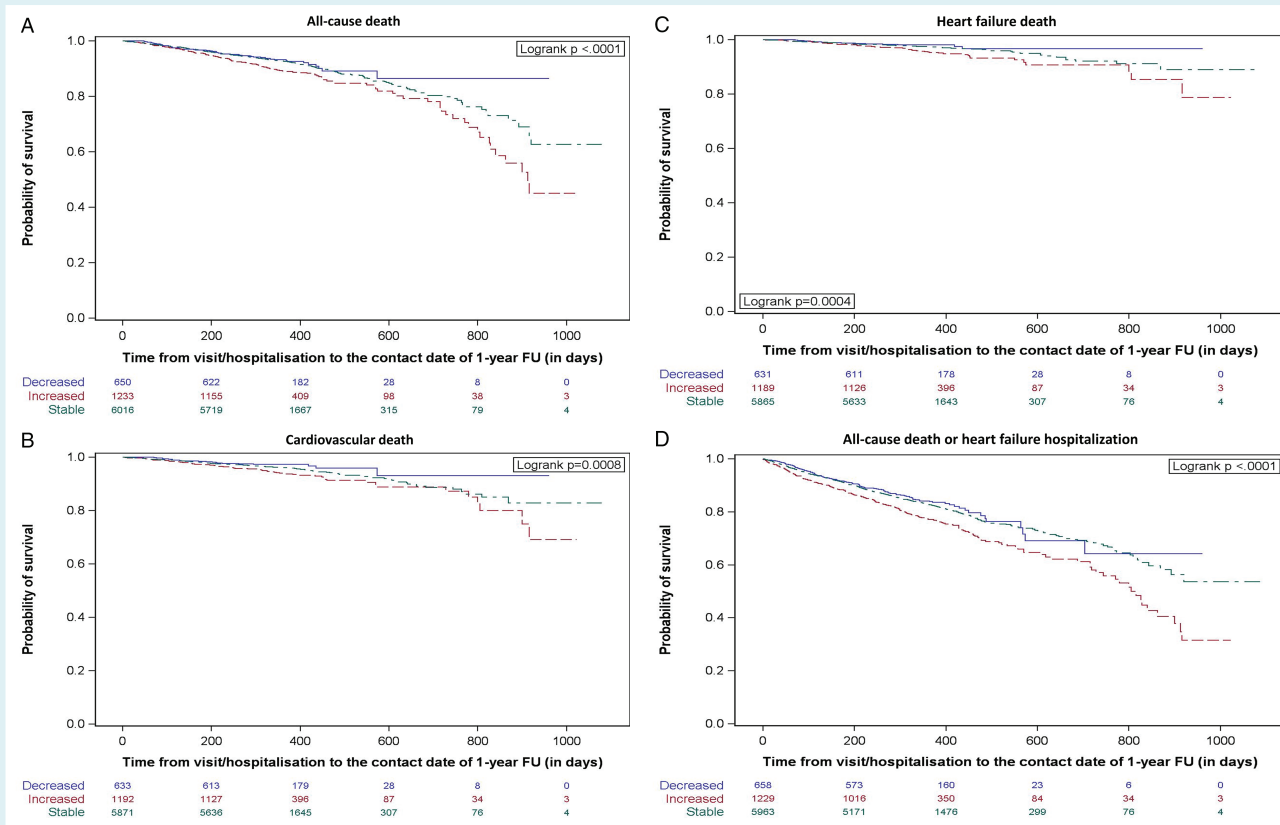 A
All-cause death
Logrank p <.0001
Probability of survival
1.0
0.8
0.6
0.4
0.2
0.0
0 200 400 600 800 1000
Time from visit/hospitalisation to the contact date of 1-year FU (in days)
Decreased 650 622 182 28 8 0
Increased 1233 1155 409 98 38 3
Stable 6016 5719 1667 315 79 4
B
Cardiovascular death
Logrank p=0.0008
Probability of survival
1.0
0.8
0.6
0.4
0.2
0.0
0 200 400 600 800 1000
Time from visit/hospitalisation to the contact date of 1-year FU (in days)
Decreased 633 613 179 28 8 0
Increased 1192 1127 396 87 34 3
Stable 5871 5636 1645 307 76 4
C
Heart failure death
Probability of survival
1.0
0.8
0.6
0.4
0.2
0.0
Logrank p=0.0004
0 200 400 600 800 1000
Time from visit/hospitalisation to the contact date of 1-year FU (in days)
Decreased 631 611 178 28 8 0
Increased 1189 1126 396 87 34 3
Stable 5865 5633 1643 307 76 4
D
All-cause death or heart failure hospitalization
Logrank p <.0001
Probability of survival
1.0
0.8
0.6
0.4
0.2
0.0
0 200 400 600 800 1000
Time from visit/hospitalisation to the contact date of 1-year FU (in days)
Decreased 658 573 160 23 6 0
Increased 1229 1016 350 84 34 3
Stable 5963 5171 1476 299 76 4